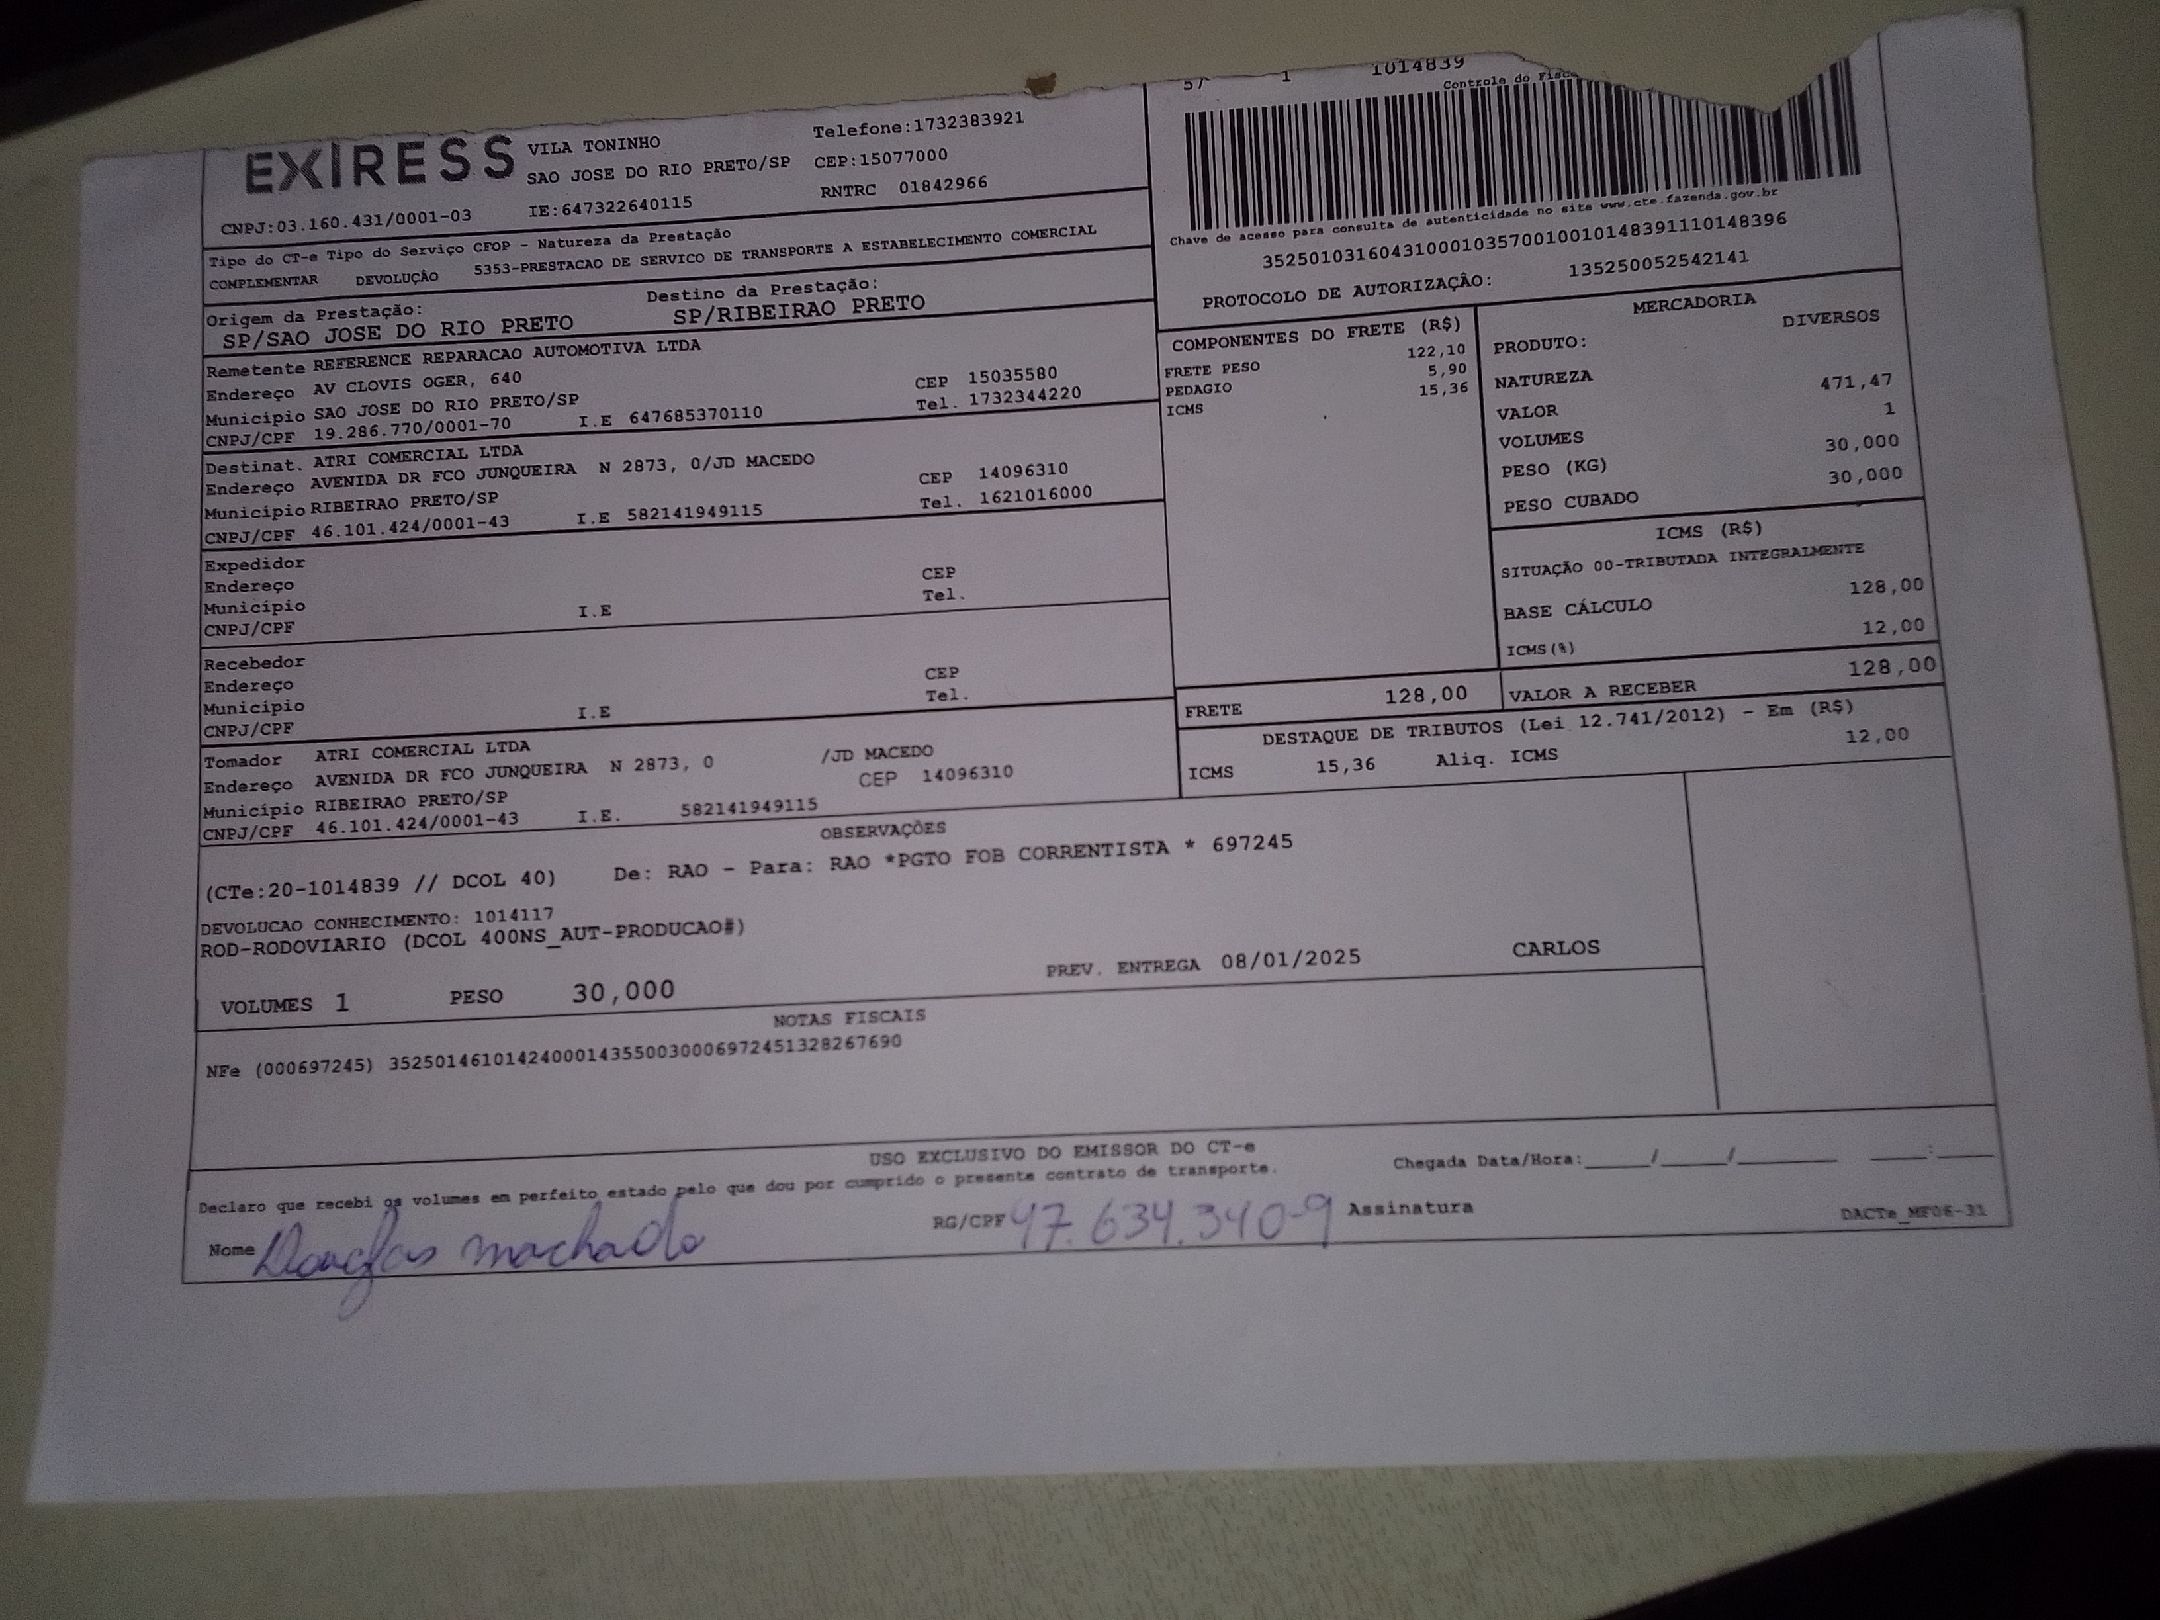 57 1 1014839
Controle do Fisco
EXIRESS
VILA TONINHO Telefone:1732383921
SAO JOSE DO RIO PRETO/SP CEP:15077000
CNPJ:03.160.431/0001-03 IE:647322640115 RNTRC 01842966
Chave de acesso para consulta de autenticidade no site www.cte.fazenda.gov.br
35250103160431000103570010010148391110148396
PROTOCOLO DE AUTORIZAÇÂO: 135250052542141
Tipo do CT-e Tipo do Serviço CFOP - Natureza da Prestação
COMPLEMENTAR DEVOLUÇÂO 5353-PRESTACAO DE SERVICO DE TRANSPORTE A ESTABELECIMENTO COMERCIAL
Origem da Prestação: Destino da Prestação:
SP/SAO JOSE DO RIO PRETO SP/RIBEIRAO PRETO
Remetente REFERENCE REPARACAO AUTOMOTIVA LTDA
Endereço AV CLOVIS OGER, 640 CEP 15035580
Município SAO JOSE DO RIO PRETO/SP Tel. 1732344220
CNPJ/CPF 19.286.770/0001-70 I.E 647685370110
Destinat. ATRI COMERCIAL LTDA
Endereço AVENIDA DR FCO JUNQUEIRA N 2873, 0/JD MACEDO CEP 14096310
Município RIBEIRAO PRETO/SP Tel. 1621016000
CNPJ/CPF 46.101.424/0001-43 I.E 582141949115
Expedidor
Endereço CEP
Município Tel.
CNPJ/CPF I.E
Recebedor
Endereço CEP
Município Tel.
CNPJ/CPF I.E
Tomador ATRI COMERCIAL LTDA
Endereço AVENIDA DR FCO JUNQUEIRA N 2873, 0 /JD MACEDO
Município RIBEIRAO PRETO/SP CEP 14096310
CNPJ/CPF 46.101.424/0001-43 I.E. 582141949115
COMPONENTES DO FRETE (R$)
FRETE PESO 122,10
PEDAGIO 5,90
ICMS 15,36
MERCADORIA
PRODUTO: DIVERSOS
NATUREZA
VALOR 471,47
VOLUMES 1
PESO (KG) 30,000
PESO CUBADO 30,000
ICMS (R$)
SITUAÇÃO 00-TRIBUTADA INTEGRALMENTE
BASE CÁLCULO 128,00
ICMS(%) 12,00
FRETE 128,00 VALOR A RECEBER 128,00
DESTAQUE DE TRIBUTOS (Lei 12.741/2012) - Em (R$)
ICMS 15,36 Aliq. ICMS 12,00
OBSERVAÇÕES
(CTe:20-1014839 // DCOL 40) De: RAO - Para: RAO *PGTO FOB CORRENTISTA * 697245
DEVOLUCAO CONHECIMENTO: 1014117
ROD-RODOVIARIO (DCOL 400NS_AUT-PRODUCAO#)
VOLUMES 1 PESO 30,000 PREV. ENTREGA 08/01/2025 CARLOS
NOTAS FISCAIS
NFe (000697245) 35250146101424000143550030006972451328267690
USO EXCLUSIVO DO EMISSOR DO CT-e
Declaro que recebi os volumes em perfeito estado pelo que dou por cumprido o presente contrato de transporte. Chegada Data/Hora:____/____/______ ____:____
Nome Douglas machado RG/CPF 47.634.340-9 Assinatura DACTe_MF06-31